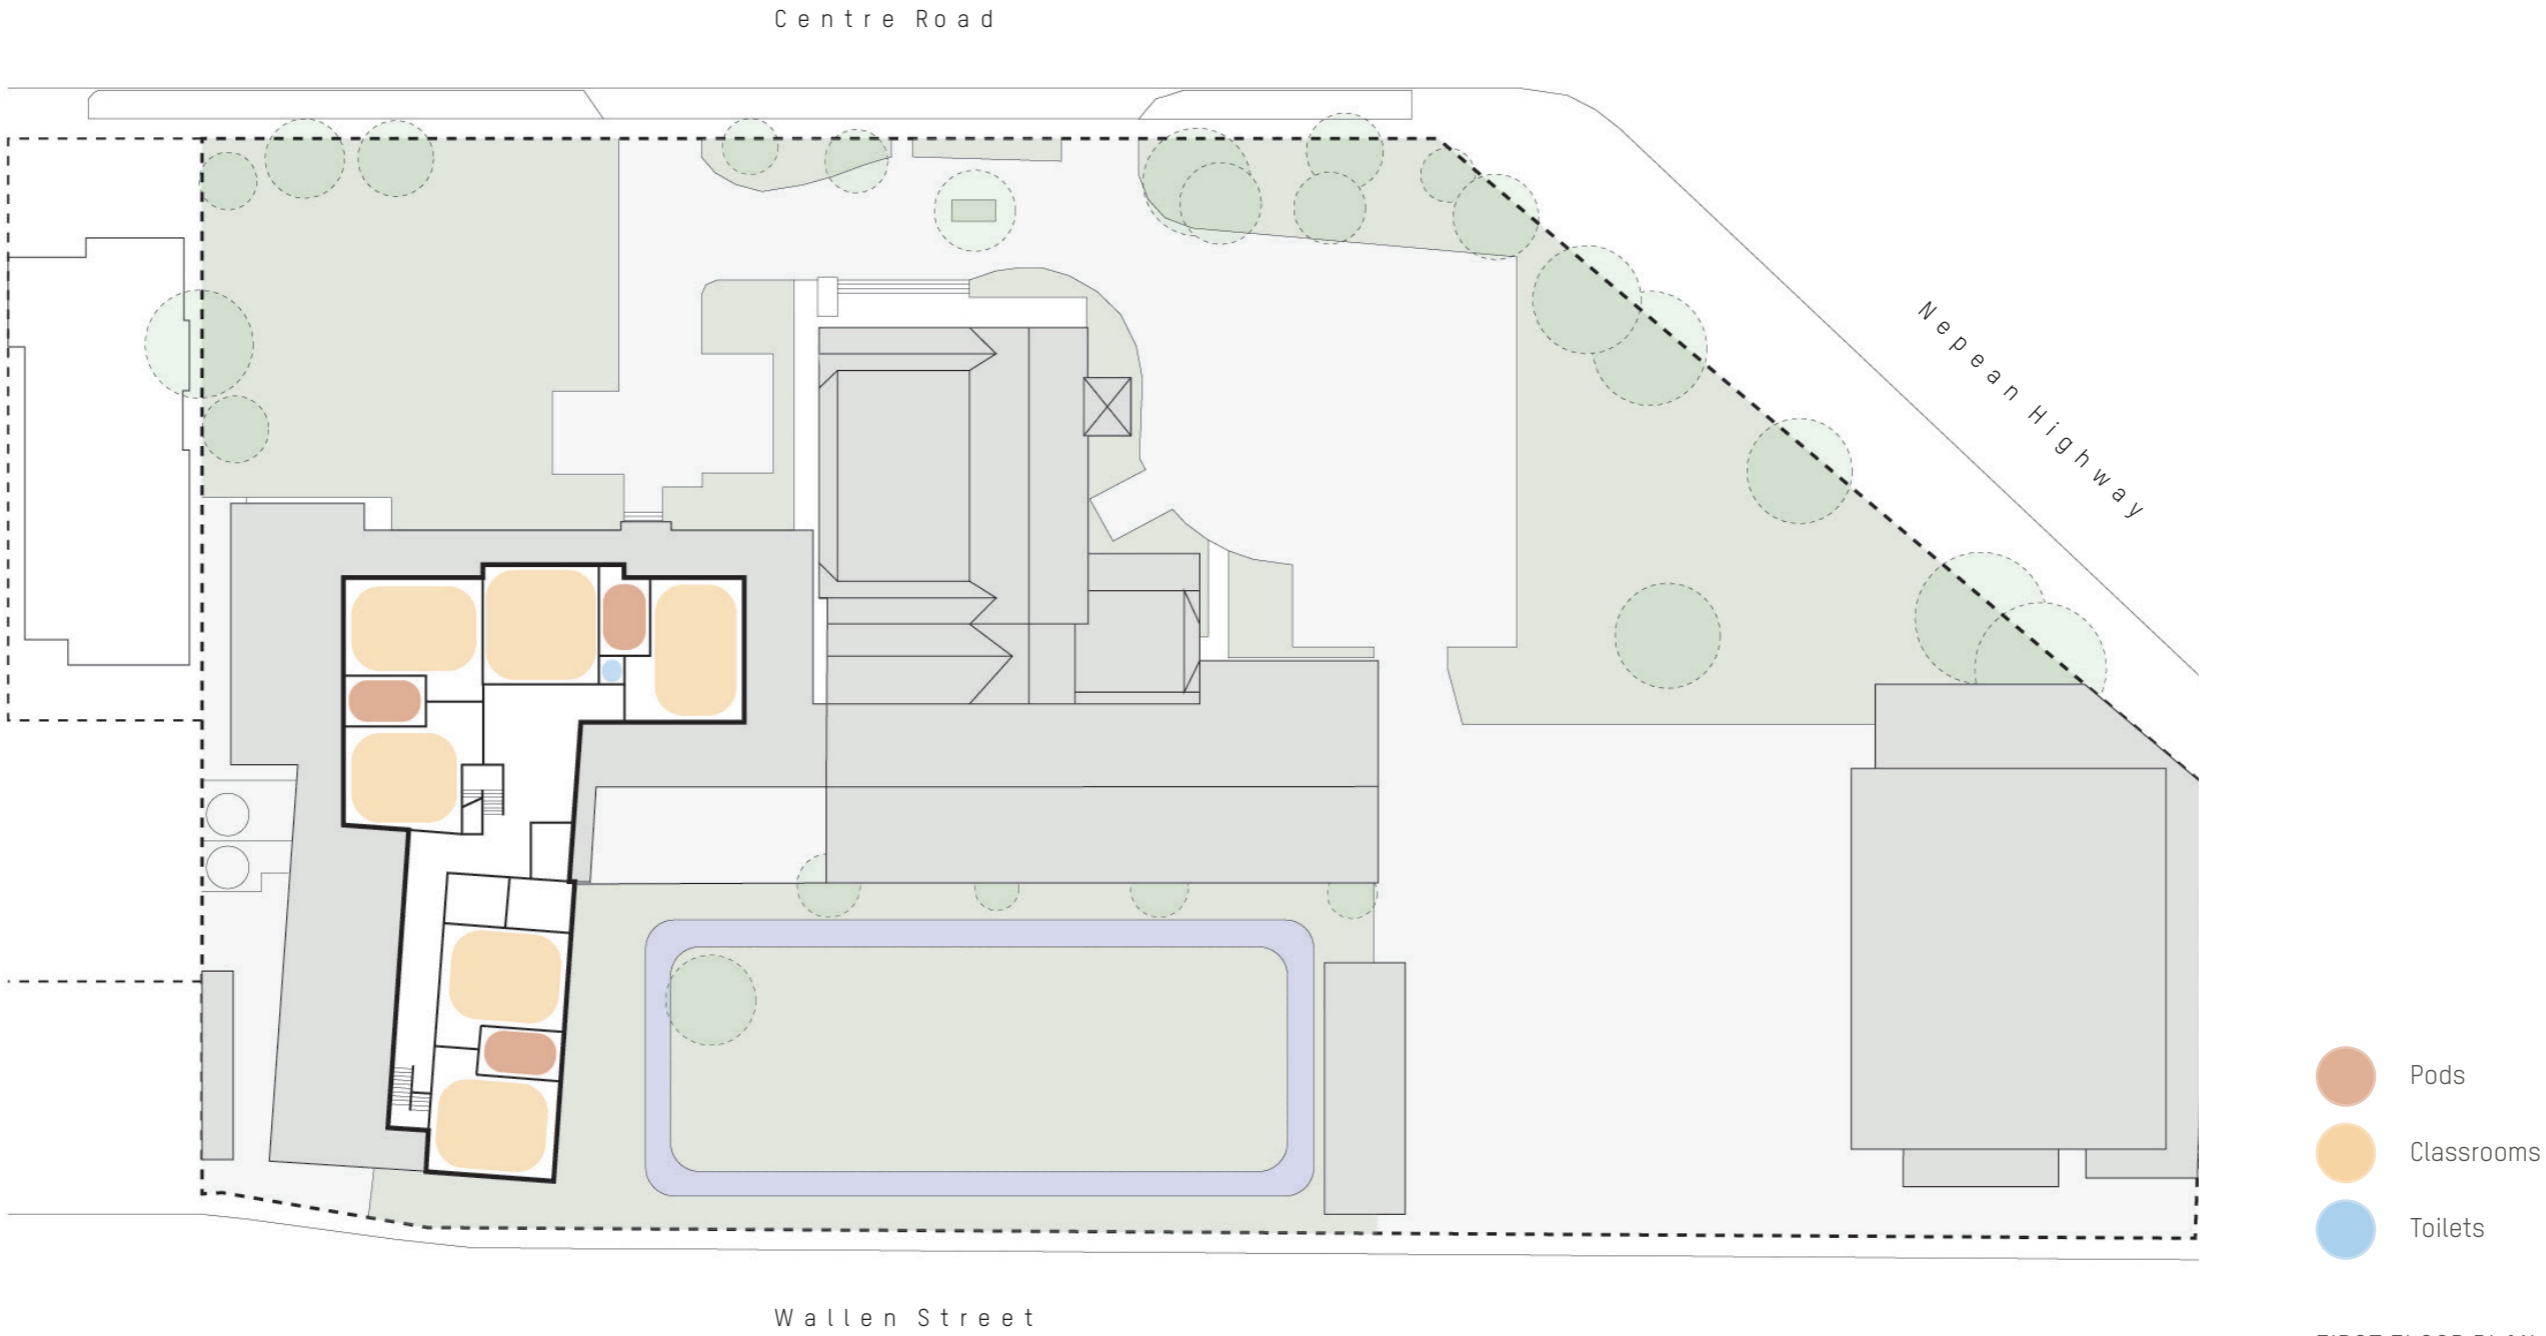 Centre Road
Nepean Highway
Pods
Classrooms
Toilets
Wallen Street